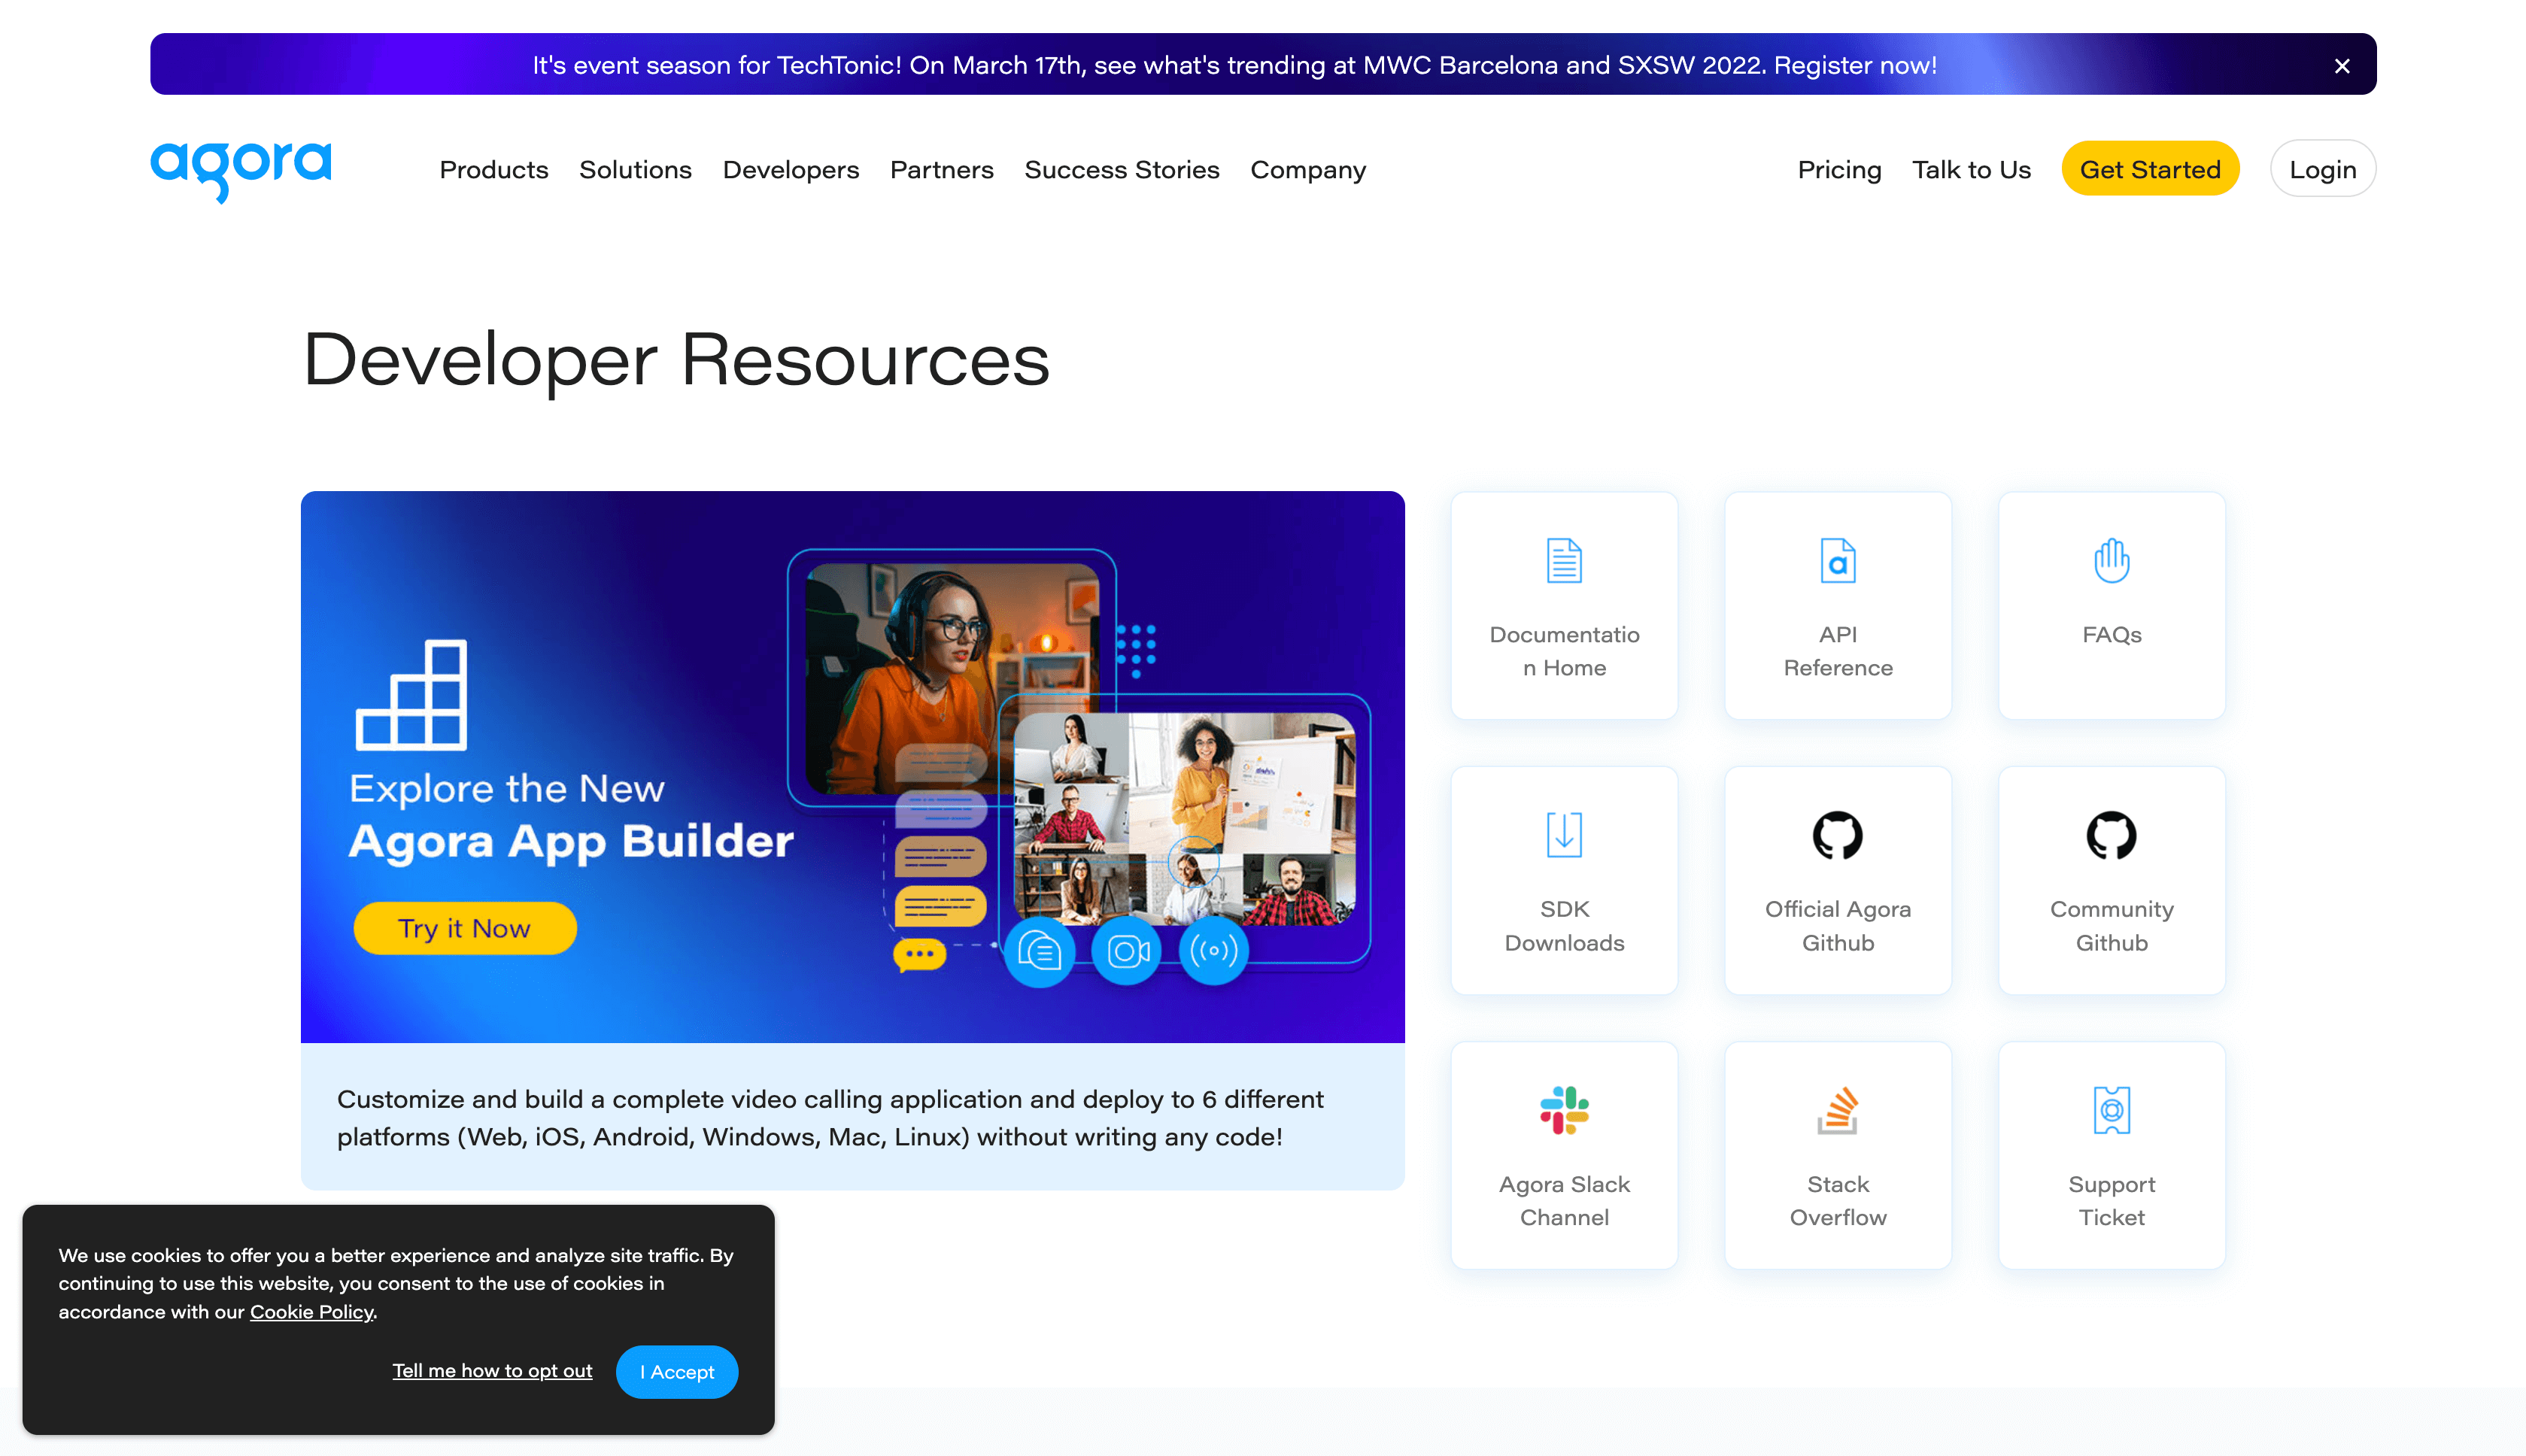 It's event season for TechTonic! On March 17th, see what's trending at MWC Barcelona and SXSW 2022. Register now!
agora
Products
Solutions
Developers
Partners
Success Stories
Company
Pricing
Talk to Us
Get Started
Login
Developer Resources
Explore the New
Agora App Builder
Try it Now
Customize and build a complete video calling application and deploy to 6 different
platforms (Web, iOS, Android, Windows, Mac, Linux) without writing any code!
Documentatio
n Home
API
Reference
FAQs
SDK
Downloads
Official Agora
Github
Community
Github
Agora Slack
Channel
Stack
Overflow
Support
Ticket
We use cookies to offer you a better experience and analyze site traffic. By
continuing to use this website, you consent to the use of cookies in
accordance with our Cookie Policy.
Tell me how to opt out
I Accept